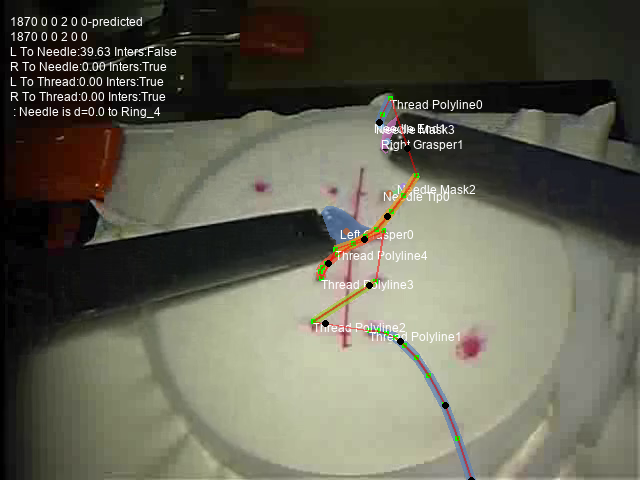 1870 0 0 2 0 0-predicted
1870 0 0 2 0 0
L To Needle:39.63 Inters:False
R To Needle:0.00 Inters:True
L To Thread:0.00 Inters:True
R To Thread:0.00 Inters:True
: Needle is d=0.0 to Ring_4
Thread Polyline0
Needle Mask3
Right Grasper1
Needle Mask2
Needle Tip0
Left Grasper0
Thread Polyline4
Thread Polyline3
Thread Polyline2
Thread Polyline1